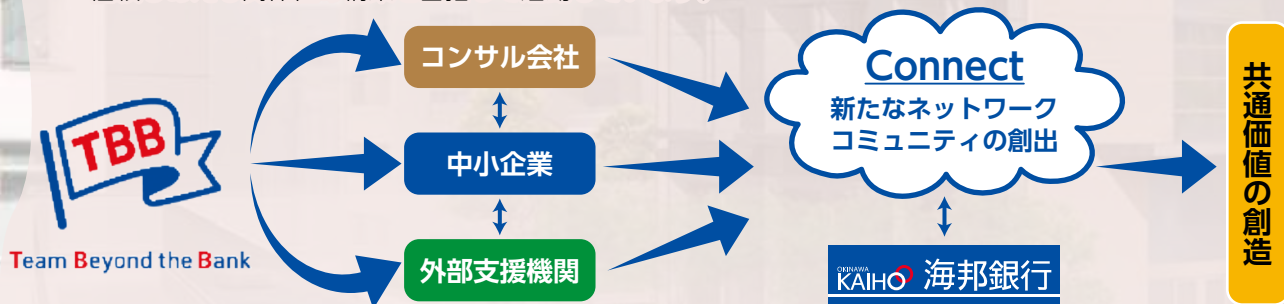 TBB
Team Beyond the Bank
コンサル会社
中小企業
外部支援機関
Connect
新たなネットワーク
コミュニティの創出
OKINAWA
KAIHO 海邦銀行
共通価値の創造